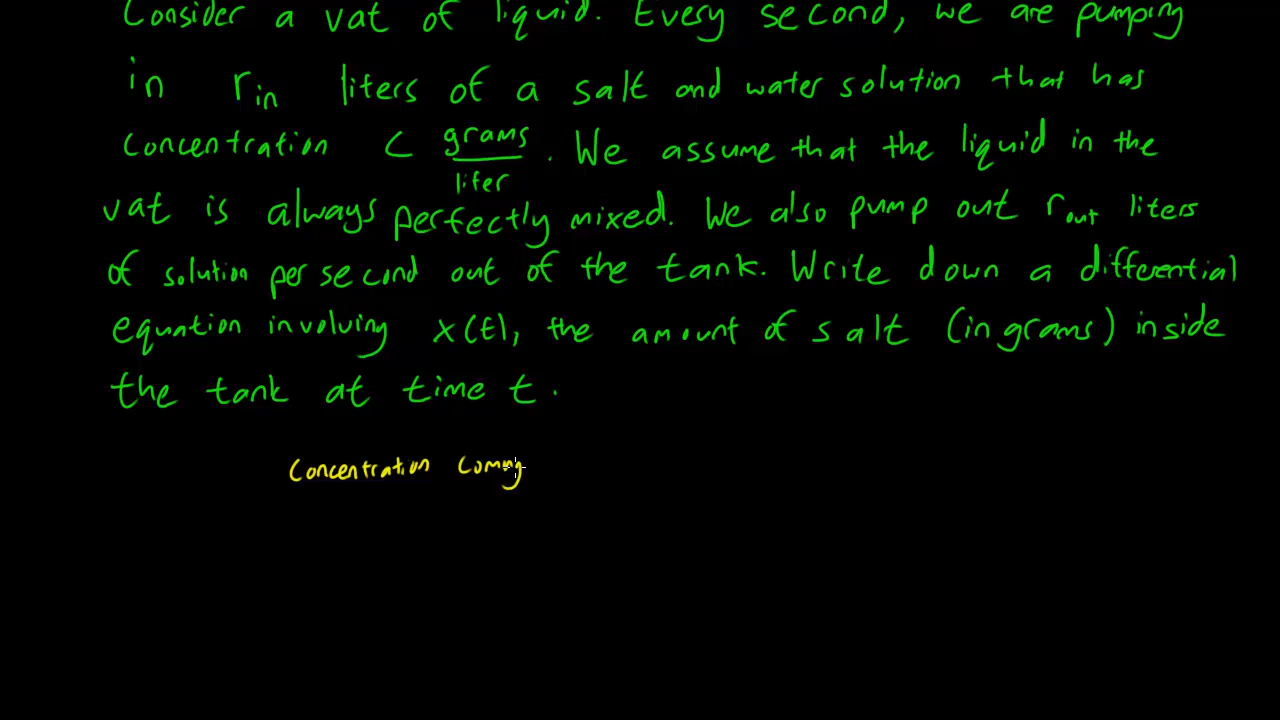 Consider a vat of liquid. Every second, we are pumping
in r_in liters of a salt and water solution that has
concentration C grams/liter. We assume that the liquid in the
vat is always perfectly mixed. We also pump out r_out liters
of solution per second out of the tank. Write down a differential
equation involving x(t), the amount of salt (in grams) inside
the tank at time t.
Concentration coming